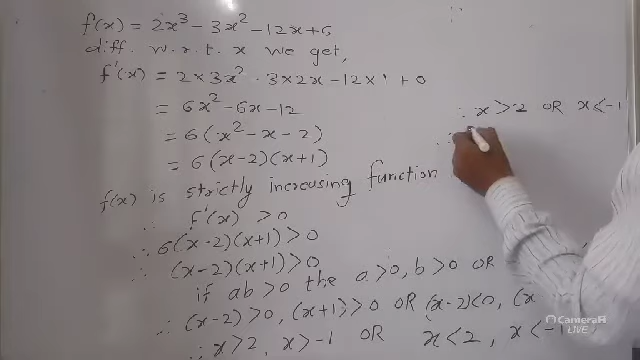 f(x) = 2x³ - 3x² - 12x + 6
diff. w.r.t. x we get,
f'(x) = 2 × 3x² - 3 × 2x - 12 × 1 + 0
= 6x² - 6x - 12
= 6(x² - x - 2)
= 6(x-2)(x+1)
f(x) is strictly increasing function
∴ f'(x) > 0
∴ 6(x-2)(x+1) > 0
∴ (x-2)(x+1) > 0
if ab > 0 the a > 0, b > 0 OR
∴ (x-2) > 0, (x+1) > 0 OR (x-2) < 0, (x
∴ x > 2, x > -1 OR x < 2, x < -1
∴ x > 2 OR x < -1
∴
CameraFi
LIVE